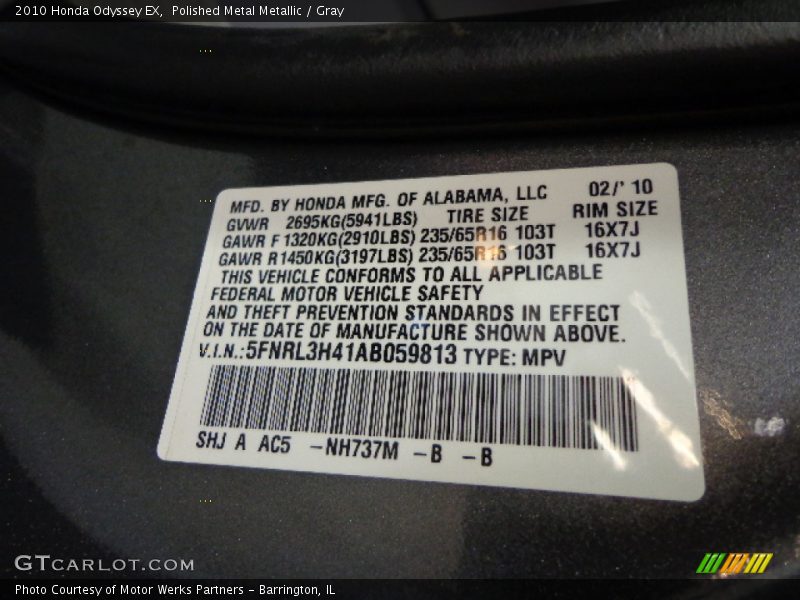 2010 Honda Odyssey EX,  Polished Metal Metallic / Gray
MFD. BY HONDA MFG. OF ALABAMA, LLC 02/' 10
GVWR 2695KG(5941LBS) TIRE SIZE RIM SIZE
GAWR F 1320KG(2910LBS) 235/65R16 103T 16X7J
GAWR R1450KG(3197LBS) 235/65R16 103T 16X7J
THIS VEHICLE CONFORMS TO ALL APPLICABLE
FEDERAL MOTOR VEHICLE SAFETY
AND THEFT PREVENTION STANDARDS IN EFFECT
ON THE DATE OF MANUFACTURE SHOWN ABOVE.
V.I.N.:5FNRL3H41AB059813 TYPE: MPV
SHJ A AC5 -NH737M -B -B
GTCARLOT.COM
Photo Courtesy of Motor Werks Partners - Barrington, IL